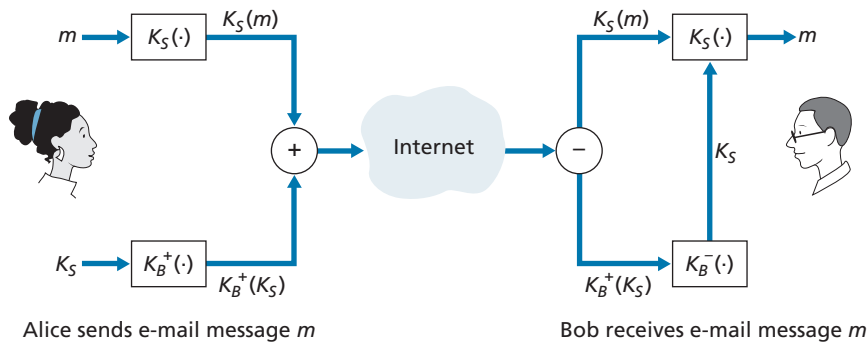 m
K_S(·)
K_S(m)
+
K_S
K_B^+(·)
K_B^+(K_S)
Internet
−
K_S(m)
K_S(·)
m
K_S
K_B^+(K_S)
K_B^−(·)
Alice sends e-mail message m
Bob receives e-mail message m